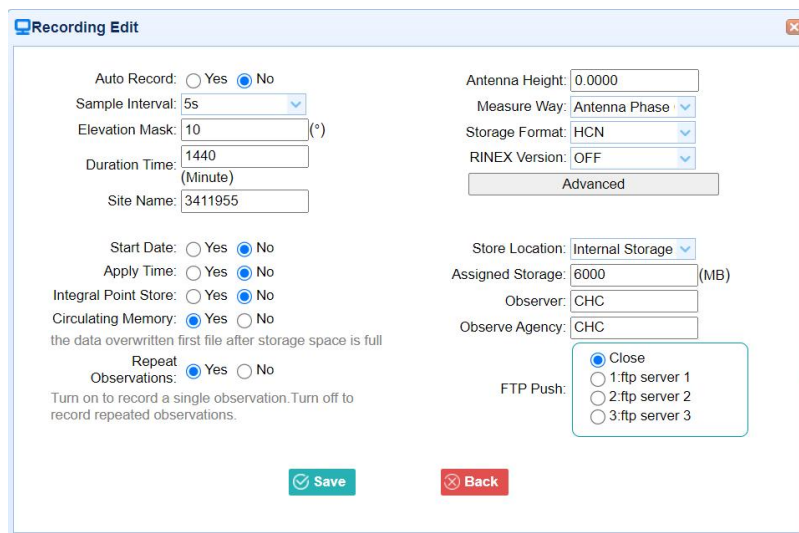 Recording Edit
Auto Record: Yes No
Sample Interval: 5s
Elevation Mask: 10 (°)
Duration Time: 1440
(Minute)
Site Name: 3411955
Antenna Height: 0.0000
Measure Way: Antenna Phase
Storage Format: HCN
RINEX Version: OFF
Advanced
Start Date: Yes No
Apply Time: Yes No
Integral Point Store: Yes No
Circulating Memory: Yes No
the data overwritten first file after storage space is full
Repeat
Observations: Yes No
Turn on to record a single observation.Turn off to
record repeated observations.
Store Location: Internal Storage
Assigned Storage: 6000 (MB)
Observer: CHC
Observe Agency: CHC
FTP Push:
Close
1:ftp server 1
2:ftp server 2
3:ftp server 3
Save
Back